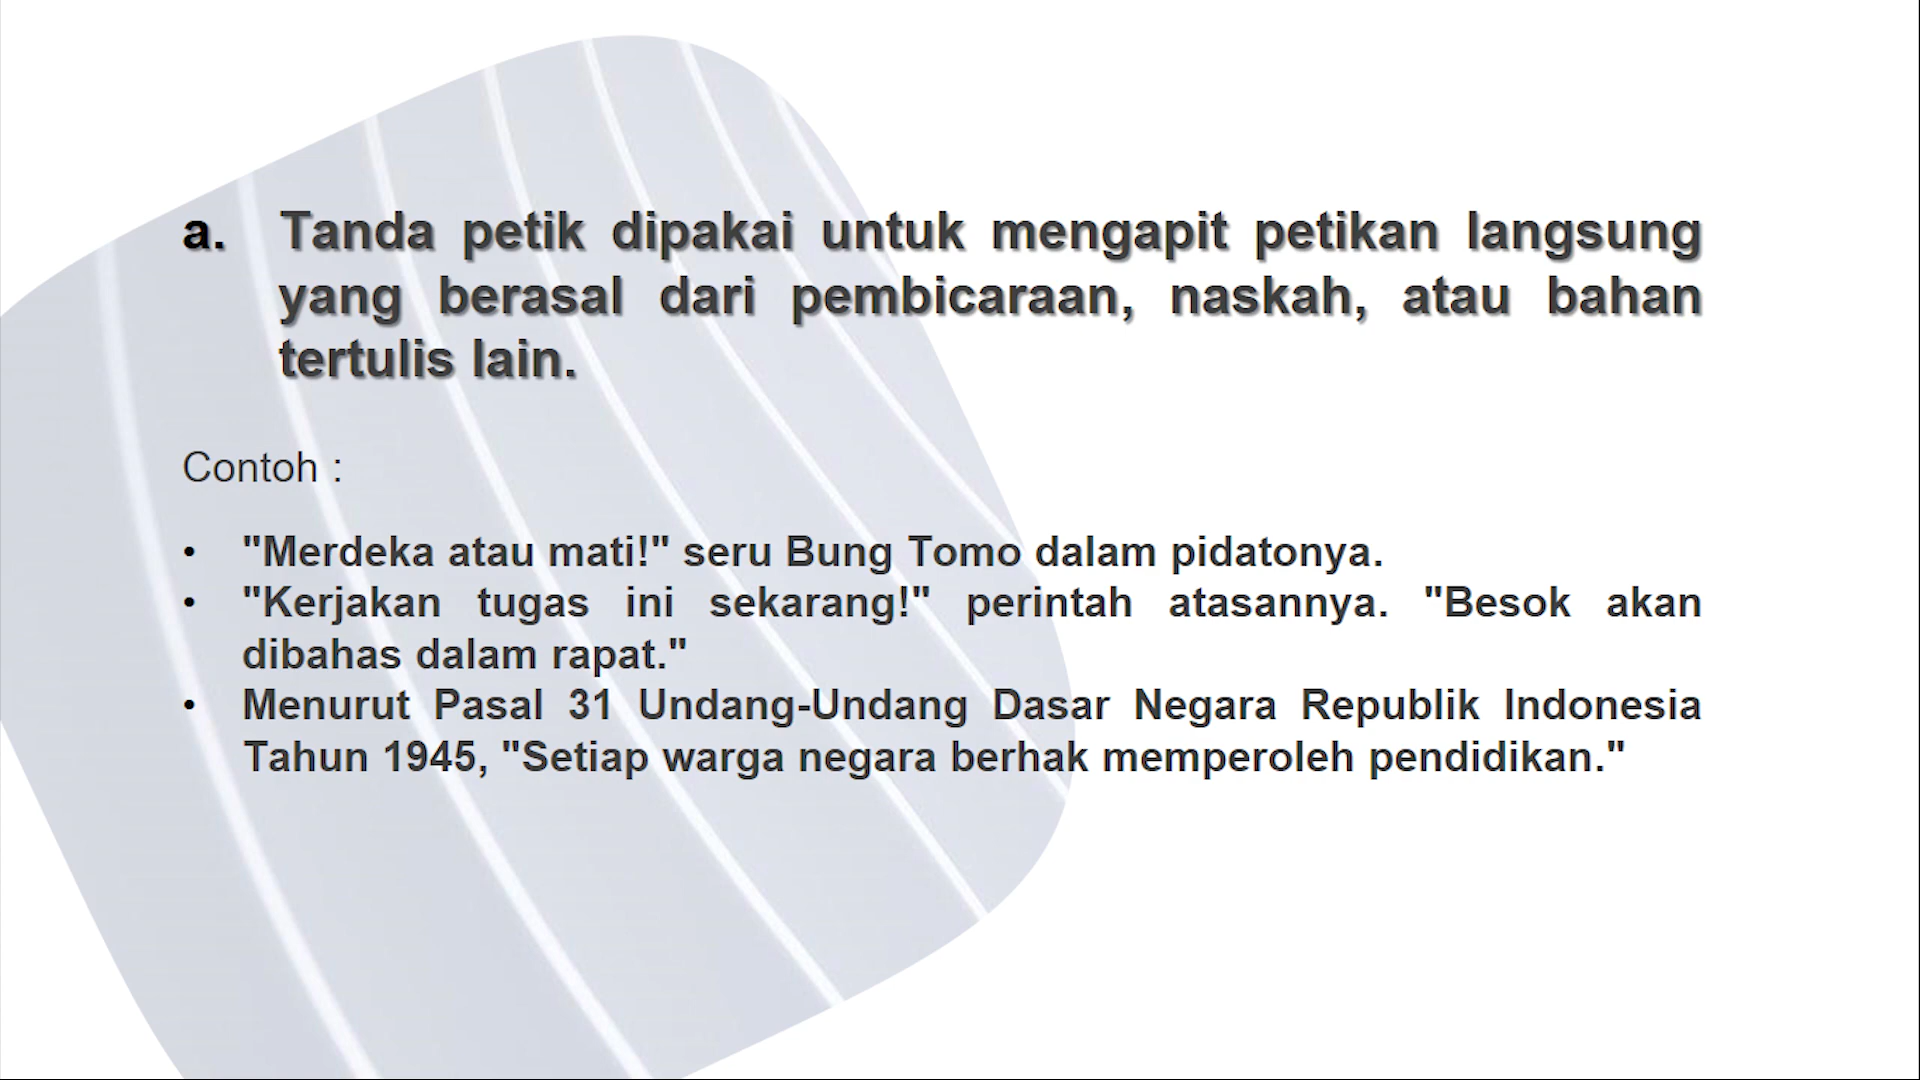 a. Tanda petik dipakai untuk mengapit petikan langsung
yang berasal dari pembicaraan, naskah, atau bahan
tertulis lain.
Contoh :
• "Merdeka atau mati!" seru Bung Tomo dalam pidatonya.
• "Kerjakan tugas ini sekarang!" perintah atasannya. "Besok akan
dibahas dalam rapat."
• Menurut Pasal 31 Undang-Undang Dasar Negara Republik Indonesia
Tahun 1945, "Setiap warga negara berhak memperoleh pendidikan."